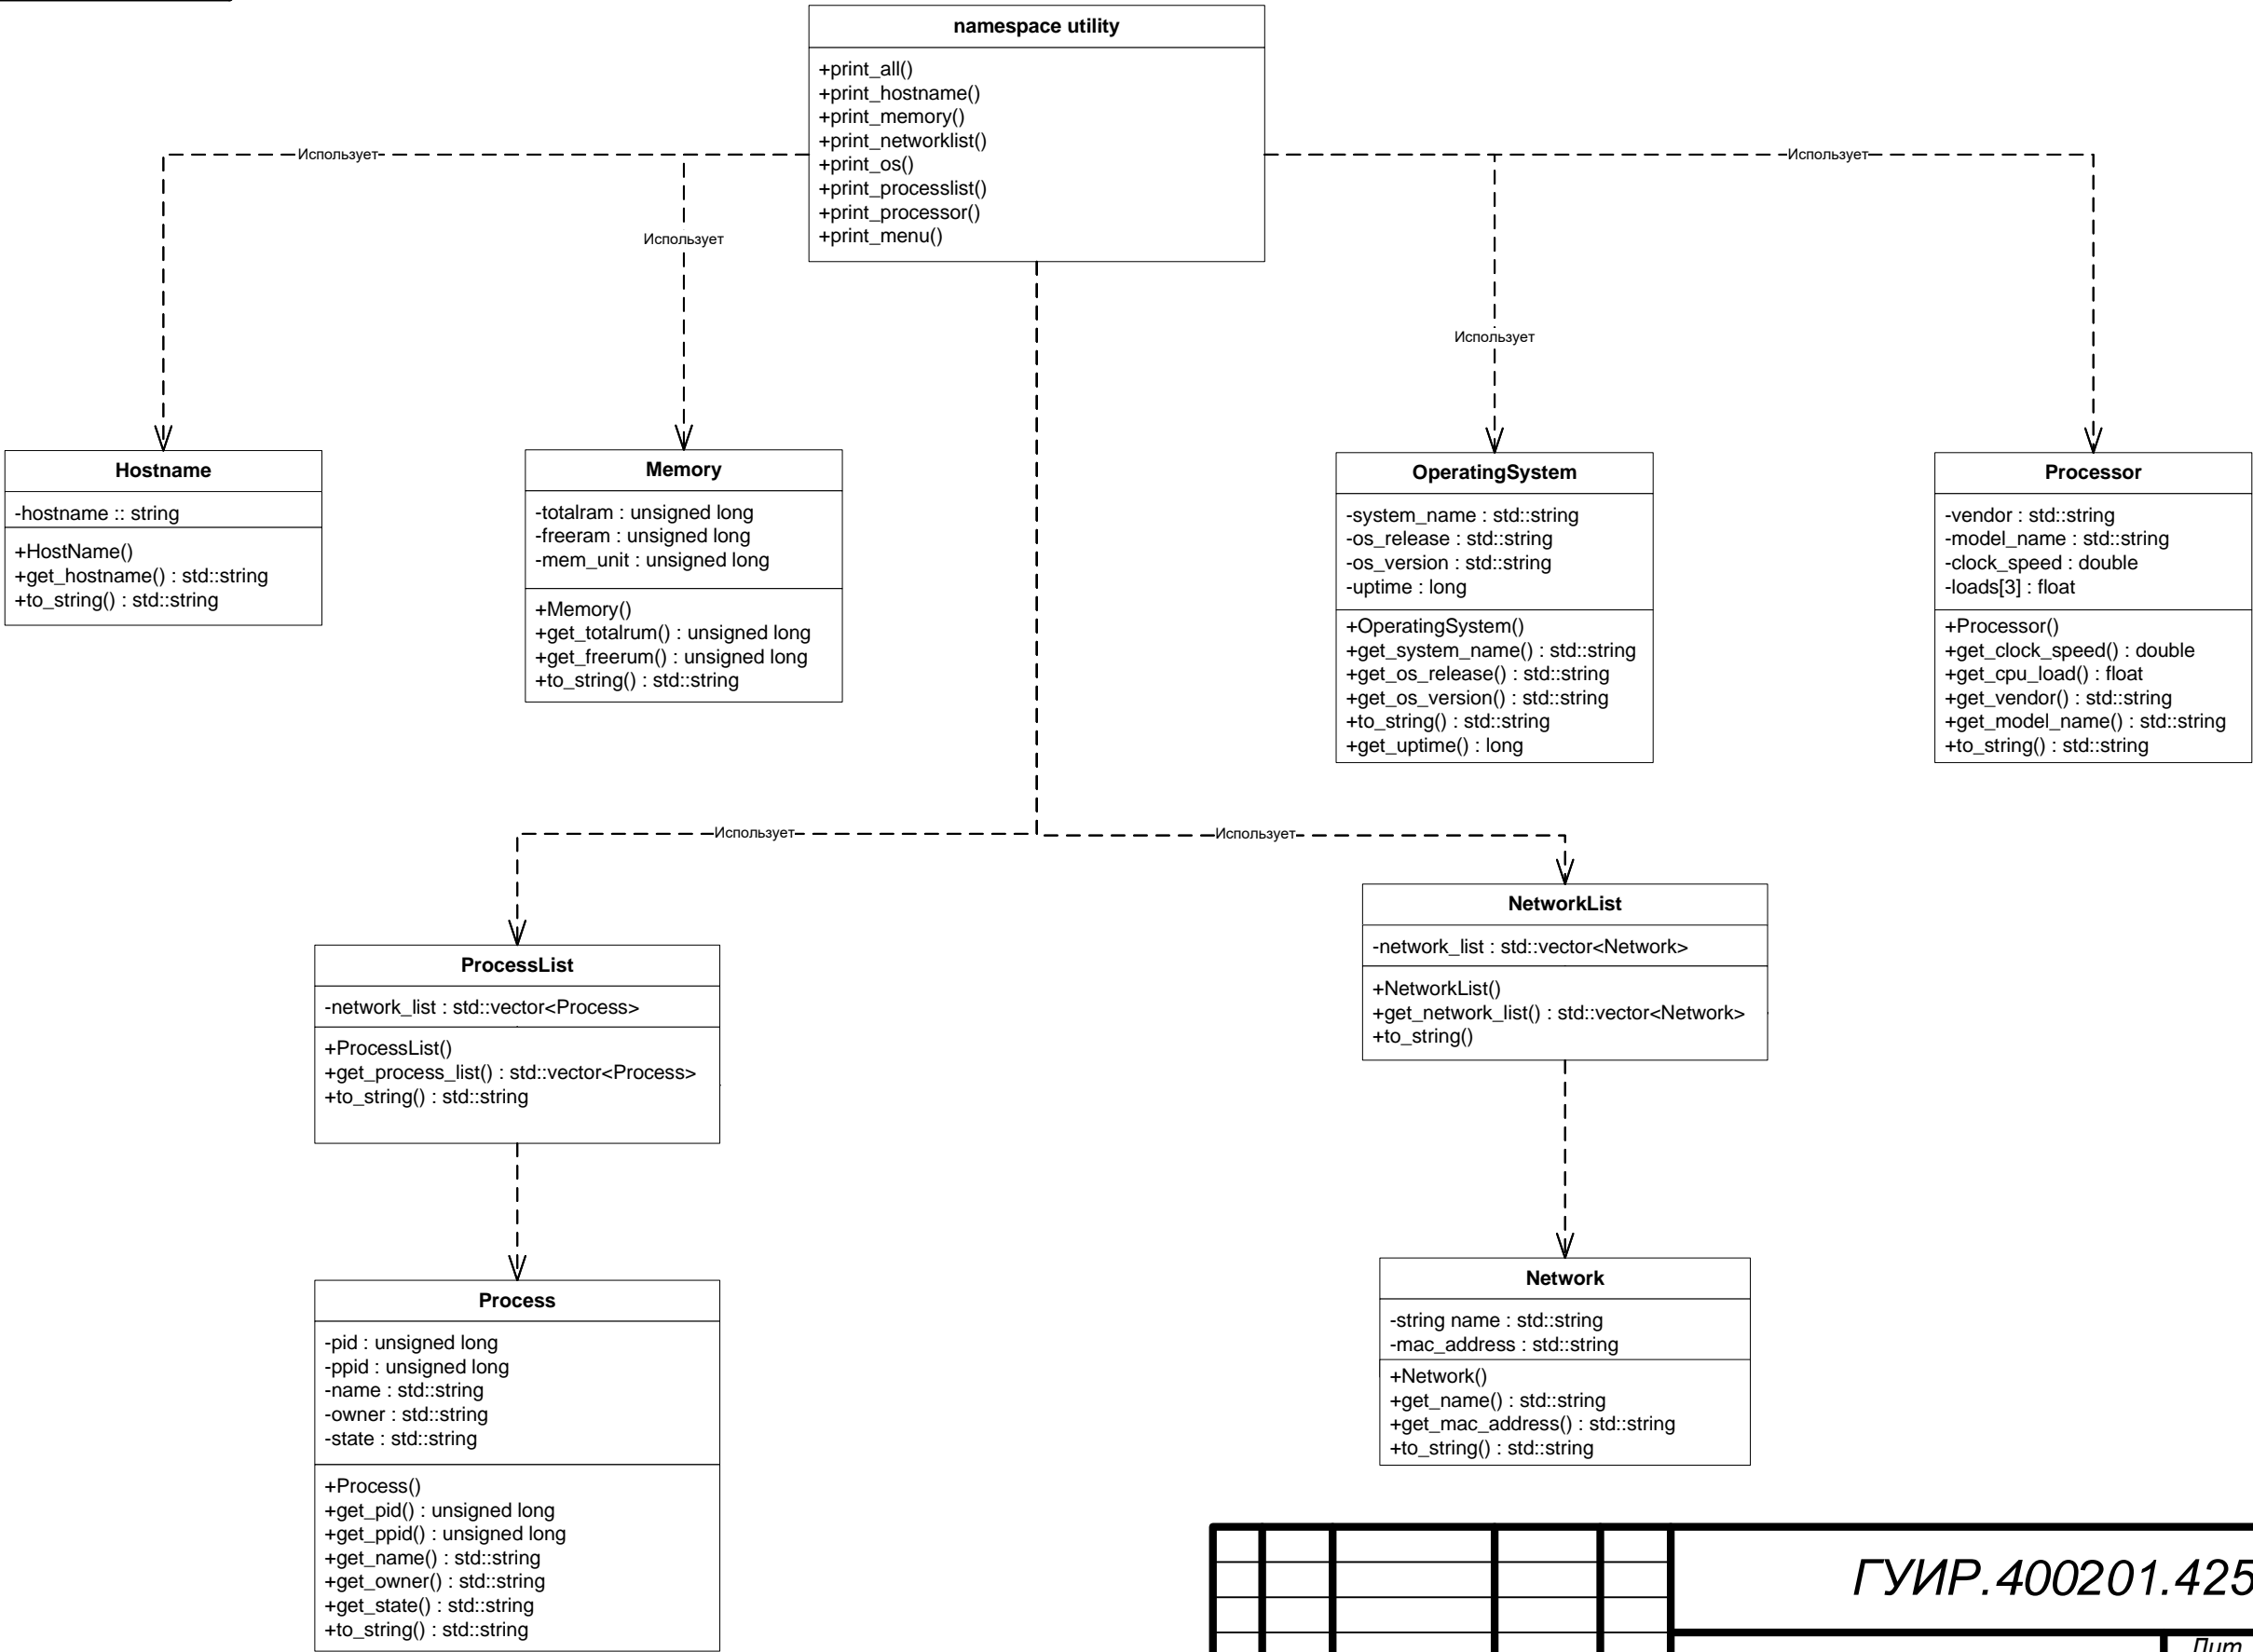 namespace utility
+print_all()
+print_hostname()
+print_memory()
+print_networklist()
+print_os()
+print_processlist()
+print_processor()
+print_menu()
Использует
Использует
Использует
Использует
Hostname
-hostname :: string
+HostName()
+get_hostname() : std::string
+to_string() : std::string
Memory
-totalram : unsigned long
-freeram : unsigned long
-mem_unit : unsigned long
+Memory()
+get_totalrum() : unsigned long
+get_freerum() : unsigned long
+to_string() : std::string
OperatingSystem
-system_name : std::string
-os_release : std::string
-os_version : std::string
-uptime : long
+OperatingSystem()
+get_system_name() : std::string
+get_os_release() : std::string
+get_os_version() : std::string
+to_string() : std::string
+get_uptime() : long
Processor
-vendor : std::string
-model_name : std::string
-clock_speed : double
-loads[3] : float
+Processor()
+get_clock_speed() : double
+get_cpu_load() : float
+get_vendor() : std::string
+get_model_name() : std::string
+to_string() : std::string
Использует
Использует
ProcessList
-network_list : std::vector<Process>
+ProcessList()
+get_process_list() : std::vector<Process>
+to_string() : std::string
NetworkList
-network_list : std::vector<Network>
+NetworkList()
+get_network_list() : std::vector<Network>
+to_string()
Process
-pid : unsigned long
-ppid : unsigned long
-name : std::string
-owner : std::string
-state : std::string
+Process()
+get_pid() : unsigned long
+get_ppid() : unsigned long
+get_name() : std::string
+get_owner() : std::string
+get_state() : std::string
+to_string() : std::string
Network
-string name : std::string
-mac_address : std::string
+Network()
+get_name() : std::string
+get_mac_address() : std::string
+to_string() : std::string
ГУИР.400201.425